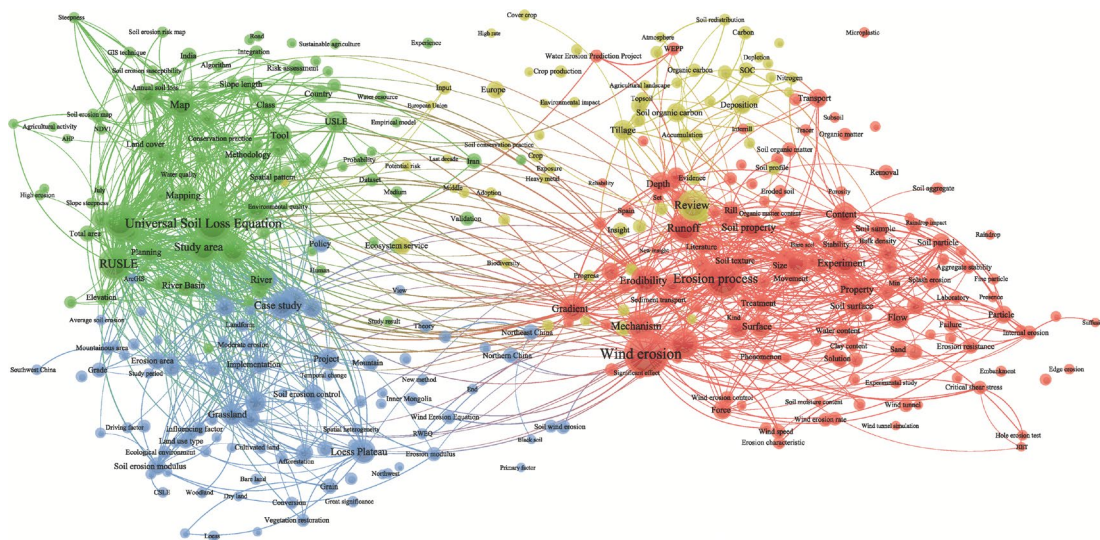 Steepness
Soil erosion risk map
Road
Sustainable agriculture
Experience
GIS technique
Integration
India
Algorithm
Risk assessment
Soil erosion susceptibility
Annual soil loss
Slope length
Country
Map
Class
Water resource
Soil erosion map
USLE
Agricultural activity
NDVI
Conservation practice
Tool
Empirical model
AHP
Land cover
Methodology
Probability
Water quality
Spatial pattern
Dataset
High erosion
July
Mapping
Medium
Slope steepness
Environmental quality
Universal Soil Loss Equation
Total area
Study area
Planning
RUSLE
ArcGIS
River
River Basin
Elevation
Iran
Study result
Cover crop
High rate
Soil redistribution
Carbon
Atmosphere
WEPP
Water Erosion Prediction Project
Depletion
Organic carbon
SOC
Crop production
Input
Europe
Agricultural landscape
Nitrogen
European Union
Environmental impact
Topsoil
Deposition
Soil organic carbon
Tillage
Accumulation
Interrill
Soil conservation practice
Potential risk
Last decade
Crop
Exposure
Heavy metal
Middle
Adoption
Evidence
Review
Validation
Insight
Ecosystem service
Biodiversity
Progress
Microplastic
Transport
Subsoil
Tracer
Organic matter
Soil organic matter
Soil profile
Removal
Reliability
Depth
Set
Eroded soil
Porosity
Soil aggregate
Spain
Rill
Organic matter content
Content
Raindrop impact
Runoff
Soil property
Soil sample
Raindrop
Literature
Stability
Bulk density
Soil particle
Soil texture
Size
Experiment
Aggregate stability
Erodibility
Erosion process
Movement
Min
Splash erosion
Fine particle
Sediment transport
Property
Laboratory
Presence
Treatment
Soil surface
Gradient
Kind
Particle
Mechanism
Surface
Flow
Water content
Failure
Internal erosion
Suffusion
Clay content
Erosion resistance
Wind erosion
Phenomenon
Solution
Sand
Significant effect
Embankment
Edge erosion
Experimental study
Critical shear stress
Wind erosion control
Soil moisture content
Wind tunnel
Force
Wind erosion rate
Wind speed
Wind tunnel simulation
Erosion characteristic
Hole erosion test
HET
Policy
Human
Case study
View
Average soil erosion
Landform
Theory
Northeast China
Mountainous area
Moderate erosion
Erosion area
Project
Mountain
Northern China
Southwest China
Grade
Study period
Implementation
Temporal change
New method
Soil erosion control
Inner Mongolia
End
Grassland
Driving factor
Influencing factor
Spatial heterogeneity
Wind Erosion Equation
Land use type
RWEQ
Soil wind erosion
Ecological environment
Cultivated land
Black soil
Soil erosion modulus
Afforestation
Loess Plateau
Erosion modulus
Bare land
Northwest
Primary factor
Woodland
Dry land
Grain
Conversion
Great significance
Vegetation restoration
Loess